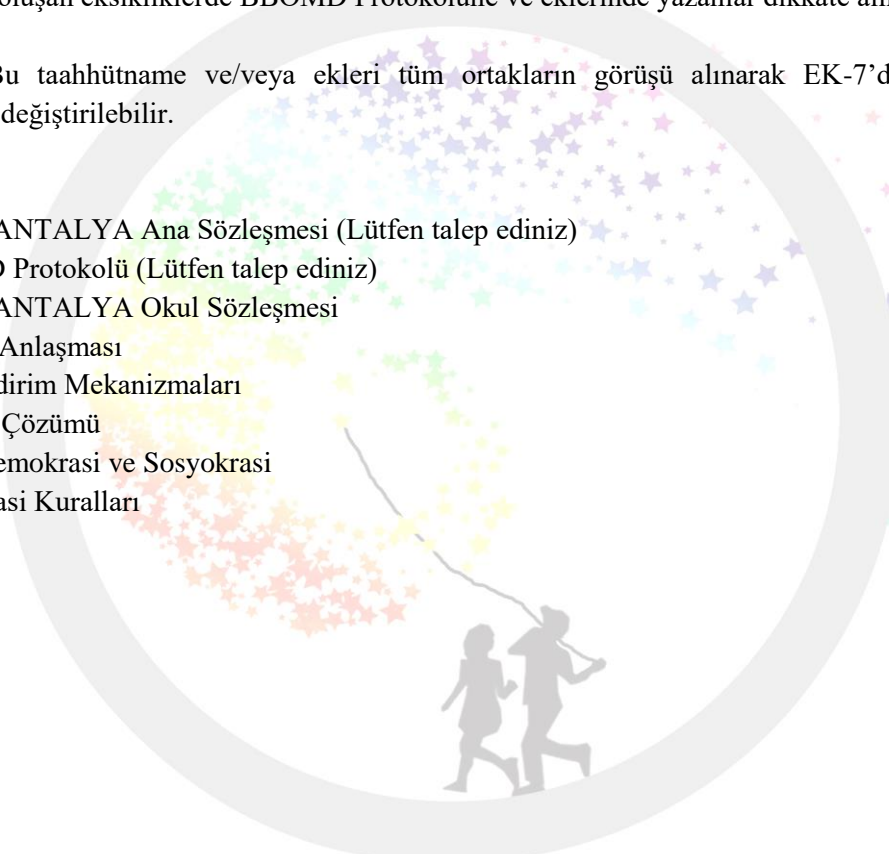 oluşan eksikliklerde BBOMD Protokolüne ve eklerinde yazanlar dikkate
Bu taahhütname ve/veya ekleri tüm ortakların görüşü alınarak EK-7’d
değiştirilebilir.
ANTALYA Ana Sözleşmesi (Lütfen talep ediniz)
D Protokolü (Lütfen talep ediniz)
ANTALYA Okul Sözleşmesi
Anlaşması
dirim Mekanizmaları
Çözümü
emokrasi ve Sosyokrasi
asi Kuralları